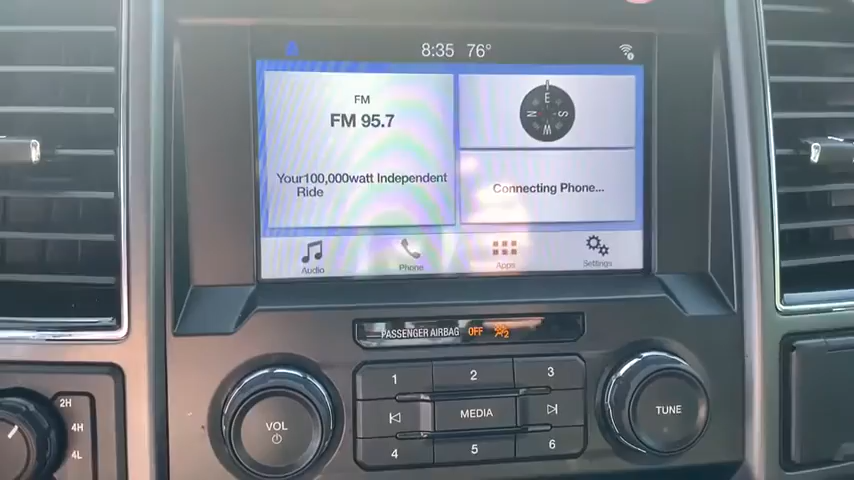 8:35 76°
FM
FM 95.7
Your100,000watt Independent
Ride
E
N S
W
Connecting Phone...
Audio
Phone
Apps
Settings
PASSENGER AIRBAG OFF 2
1 2 3
MEDIA
4 5 6
VOL
TUNE
2H
4H
4L